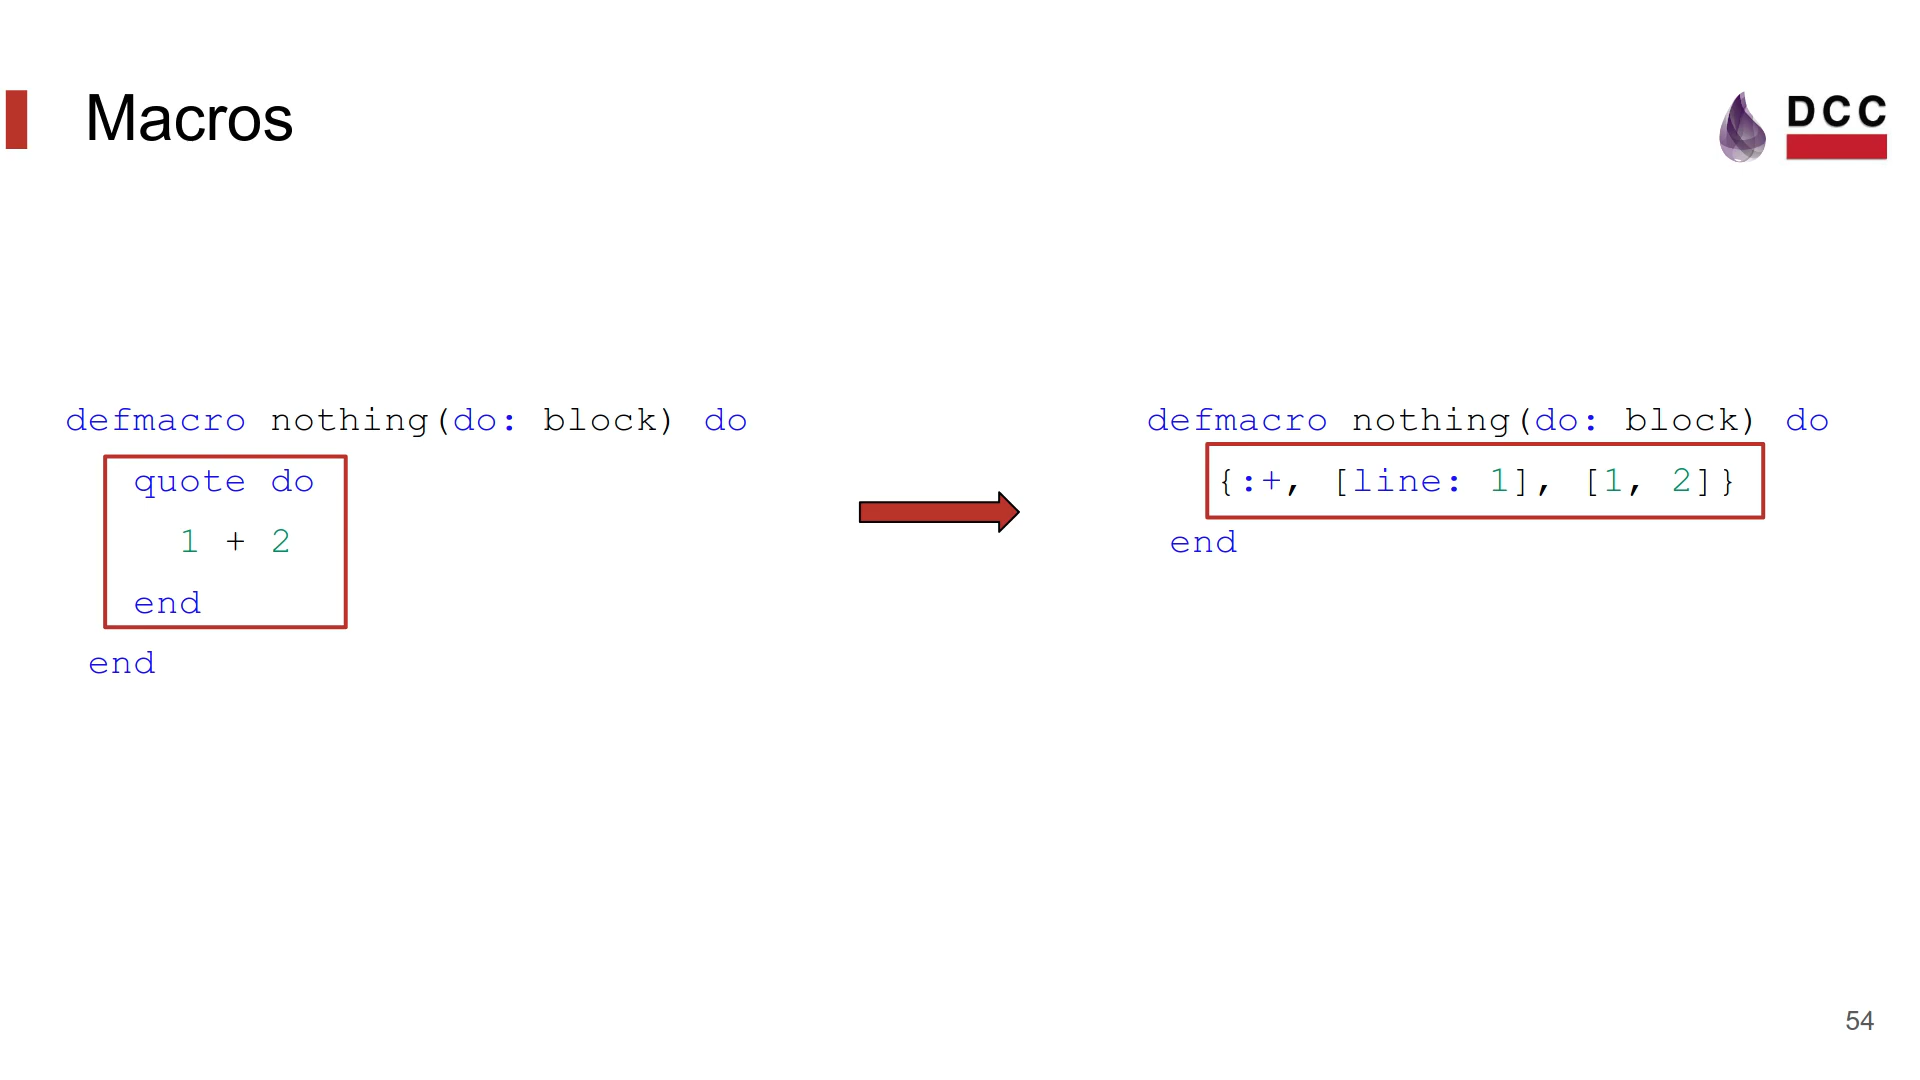 Macros
DCC
defmacro nothing(do: block) do
quote do
1 + 2
end
end
defmacro nothing(do: block) do
{:+, [line: 1], [1, 2]}
end
54